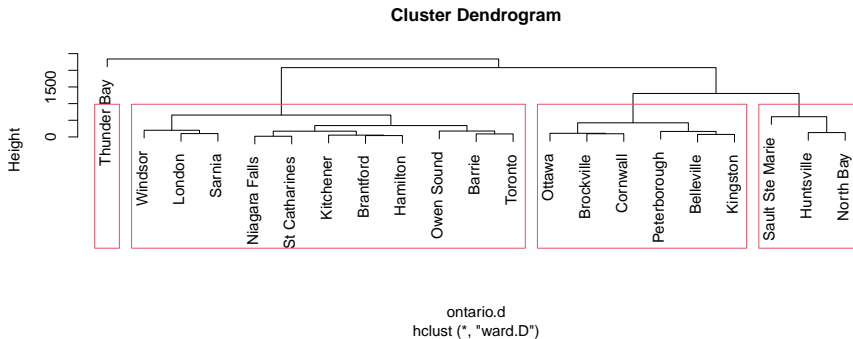 Cluster Dendrogram
Height
0
1500
Thunder Bay
Windsor
London
Sarnia
Niagara Falls
St Catharines
Kitchener
Brantford
Hamilton
Owen Sound
Barrie
Toronto
Ottawa
Brockville
Cornwall
Peterborough
Belleville
Kingston
Sault Ste Marie
Huntsville
North Bay
ontario.d
hclust (*, "ward.D")